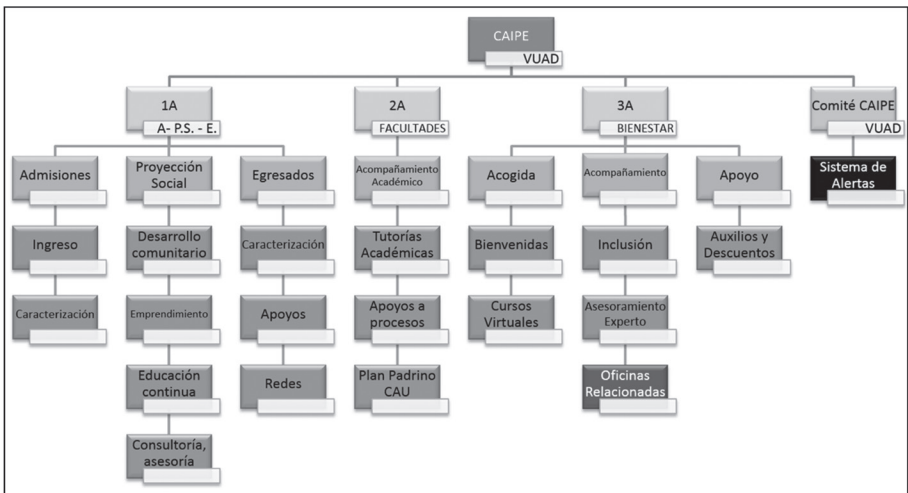 CAIPE
VUAD
1A
A- P.S. - E.
2A
FACULTADES
3A
BIENESTAR
Comité CAIPE
VUAD
Admisiones
Ingreso
Caracterización
Proyección
Social
Desarrollo
comunitario
Emprendimiento
Educación
continua
Consultoría,
asesoría
Egresados
Caracterización
Apoyos
Redes
Acompañamiento
Académico
Tutorías
Académicas
Apoyos a
procesos
Plan Padrino
CAU
Acogida
Bienvenidas
Cursos
Virtuales
Acompañamiento
Inclusión
Asesoramiento
Experto
Oficinas
Relacionadas
Apoyo
Auxilios y
Descuentos
Sistema de
Alertas